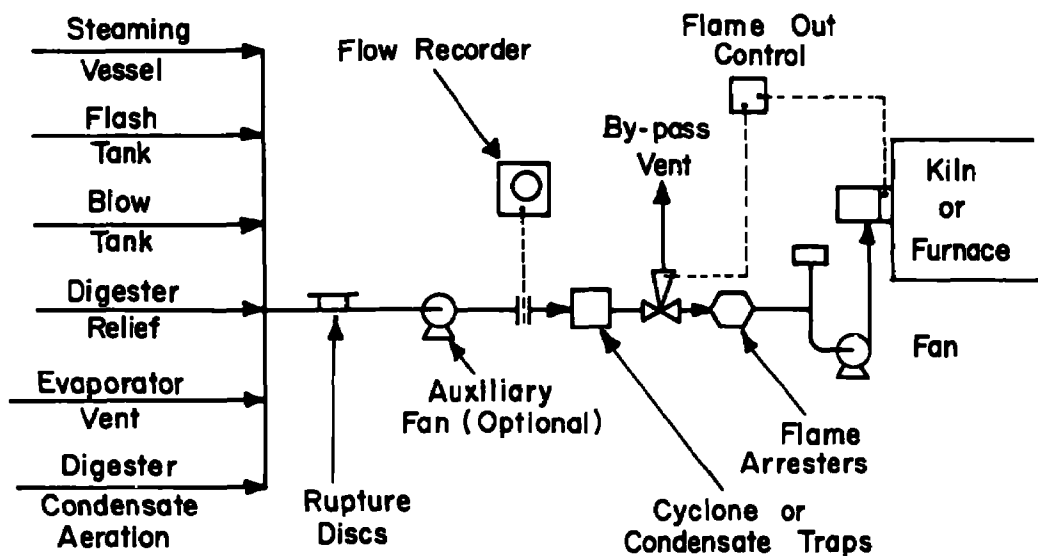 Steaming
Vessel
Flash
Tank
Blow
Tank
Digester
Relief
Evaporator
Vent
Digester
Condensate
Aeration
Flow Recorder
Rupture
Discs
Auxiliary
Fan (Optional)
By-pass
Vent
Flame Out
Control
Cyclone or
Condensate Traps
Flame
Arresters
Fan
Kiln
or
Furnace